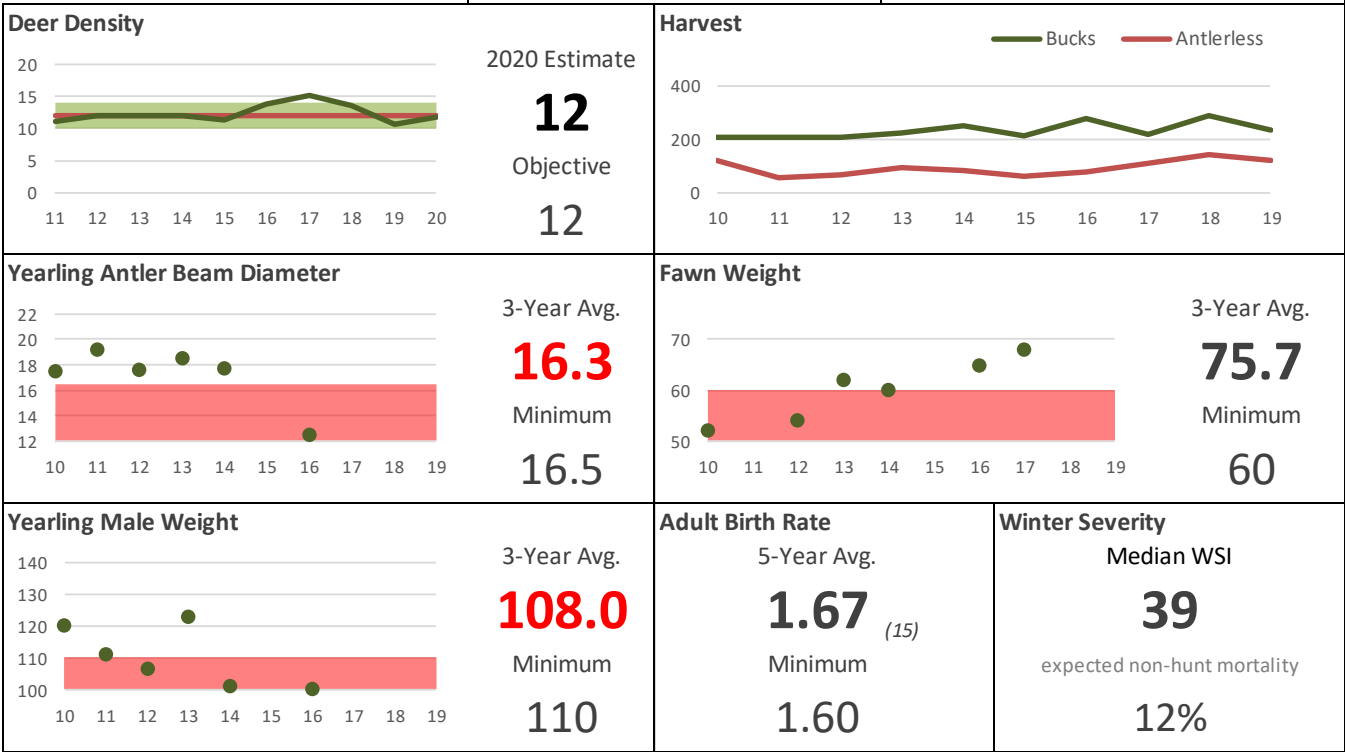 Deer Density
20
15
10
5
0
11 12 13 14 15 16 17 18 19 20
2020 Estimate
12
Objective
12
Harvest
Bucks Antlerless
400
200
0
10 11 12 13 14 15 16 17 18 19
Yearling Antler Beam Diameter
22
20
18
16
14
12
10 11 12 13 14 15 16 17 18 19
3-Year Avg.
16.3
Minimum
16.5
Fawn Weight
70
60
50
10 11 12 13 14 15 16 17 18 19
3-Year Avg.
75.7
Minimum
60
Yearling Male Weight
140
130
120
110
100
10 11 12 13 14 15 16 17 18 19
3-Year Avg.
108.0
Minimum
110
Adult Birth Rate
5-Year Avg.
1.67 (15)
Minimum
1.60
Winter Severity
Median WSI
39
expected non-hunt mortality
12%